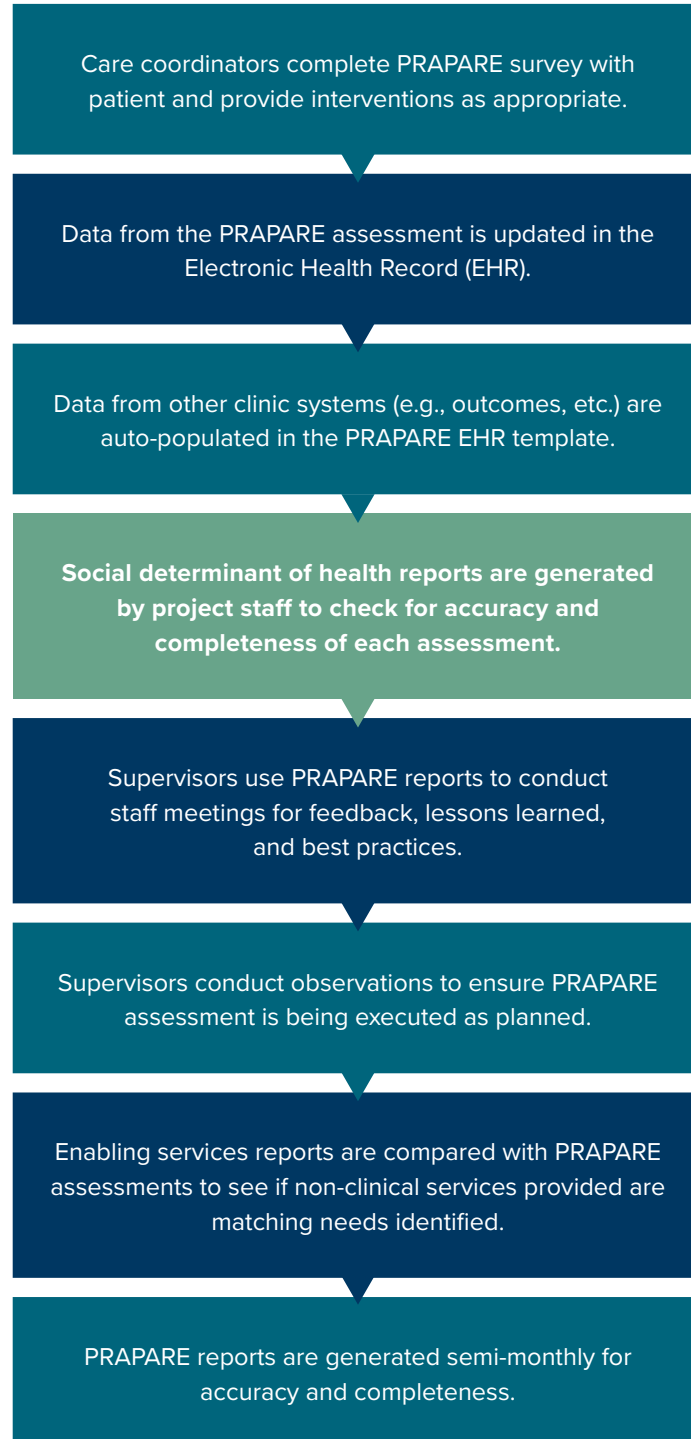 Care coordinators complete PRAPARE survey with
patient and provide interventions as appropriate.
Data from the PRAPARE assessment is updated in the
Electronic Health Record (EHR).
Data from other clinic systems (e.g., outcomes, etc.) are
auto-populated in the PRAPARE EHR template.
Social determinant of health reports are generated
by project staff to check for accuracy and
completeness of each assessment.
Supervisors use PRAPARE reports to conduct
staff meetings for feedback, lessons learned,
and best practices.
Supervisors conduct observations to ensure PRAPARE
assessment is being executed as planned.
Enabling services reports are compared with PRAPARE
assessments to see if non-clinical services provided are
matching needs identified.
PRAPARE reports are generated semi-monthly for
accuracy and completeness.